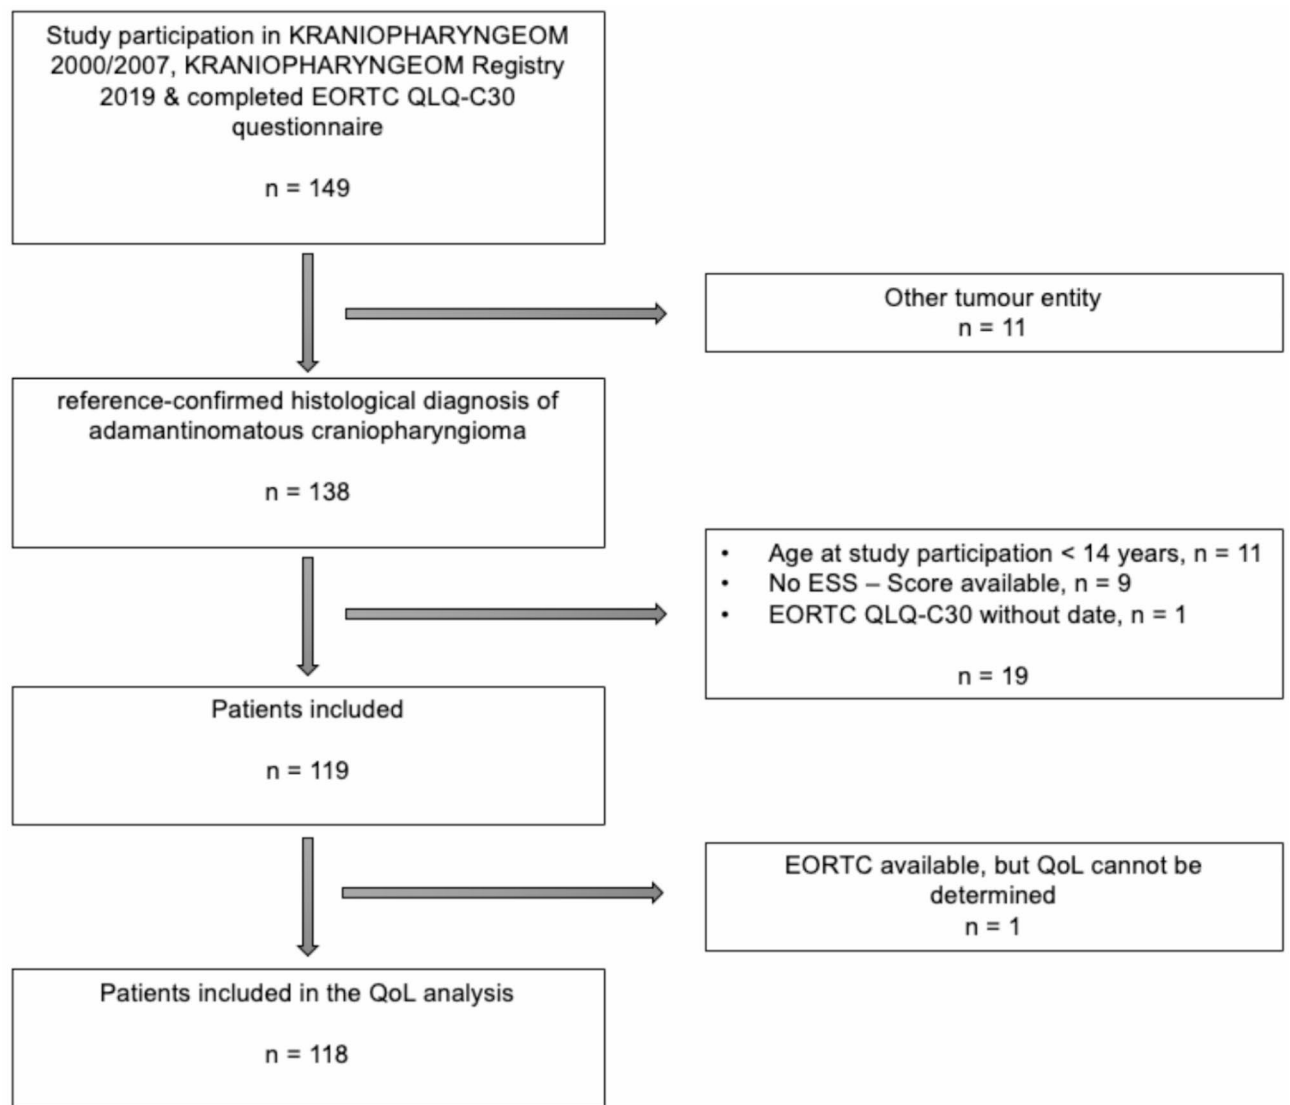 Study participation in KRANIOPHARYNGEOM
2000/2007, KRANIOPHARYNGEOM Registry
2019 & completed EORTC QLQ-C30
questionnaire
n = 149
Other tumour entity
n = 11
reference-confirmed histological diagnosis of
adamantinomatous craniopharyngioma
n = 138
• Age at study participation < 14 years, n = 11
• No ESS – Score available, n = 9
• EORTC QLQ-C30 without date, n = 1
n = 19
Patients included
n = 119
EORTC available, but QoL cannot be
determined
n = 1
Patients included in the QoL analysis
n = 118